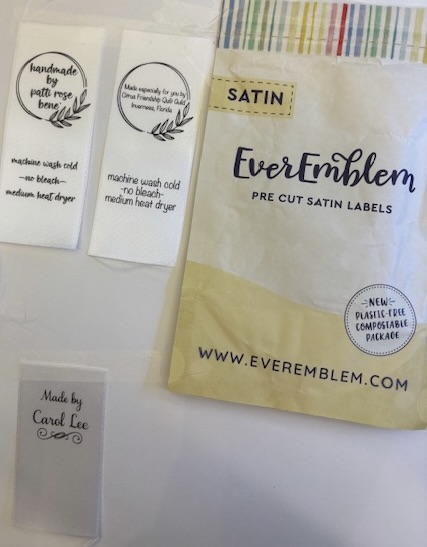 handmade
by
patti rose
bene'
machine wash cold
—no bleach—
medium heat dryer
Made especially for you by
Citrus Friendship Quilt Guild
Inverness, Florida
machine wash cold
-no bleach-
medium heat dryer
SATIN
EverEmblem
PRE CUT SATIN LABELS
NEW
PLASTIC-FREE
COMPOSTABLE
PACKAGE
WWW.EVEREMBLEM.COM
Made by
Carol Lee